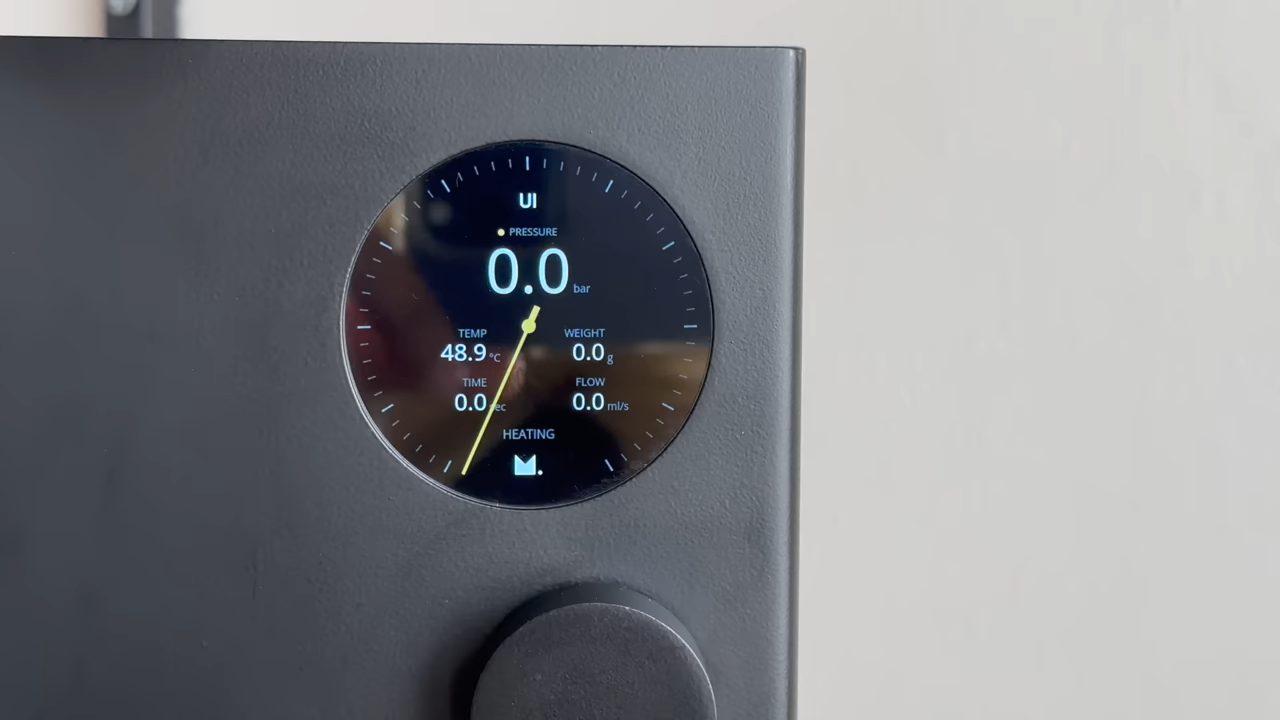 UI
PRESSURE
0.0 bar
TEMP WEIGHT
48.9 °C 0.0 g
TIME FLOW
0.0 sec 0.0 ml/s
HEATING
M.